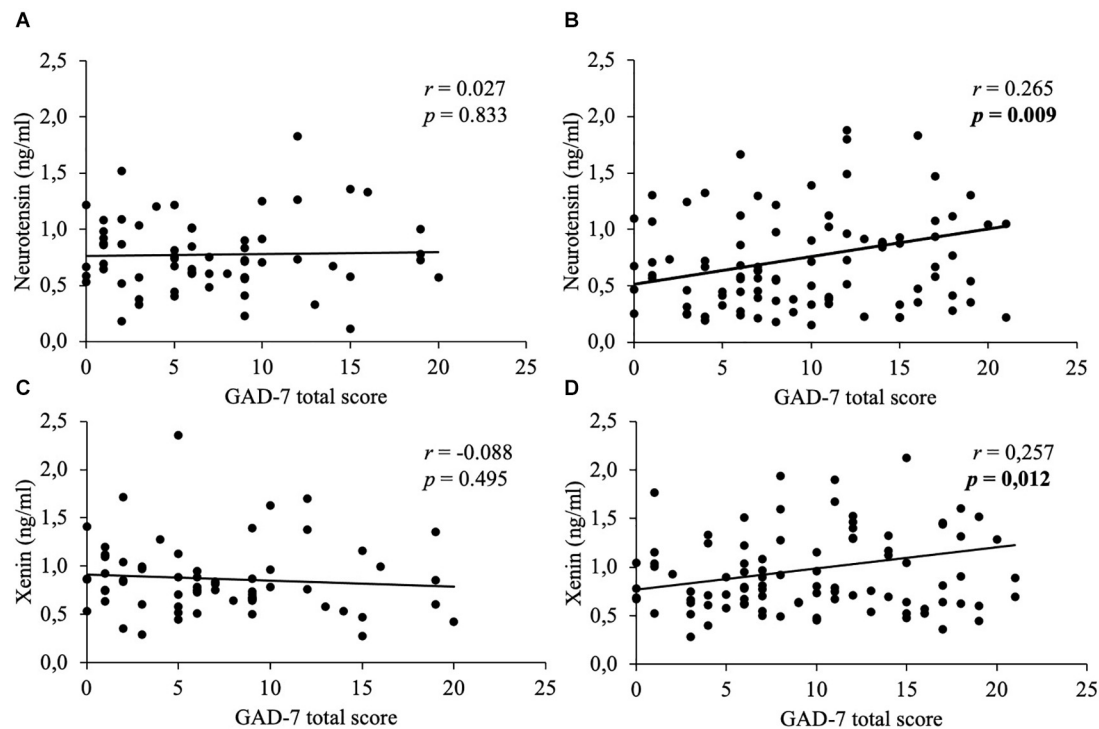 A
2,5
2,0
1,5
1,0
0,5
0,0
Neurotensin (ng/ml)
r = 0.027
p = 0.833
0 5 10 15 20 25
GAD-7 total score
B
2,5
2,0
1,5
1,0
0,5
0,0
Neurotensin (ng/ml)
r = 0.265
p = 0.009
0 5 10 15 20 25
GAD-7 total score
C
2,5
2,0
1,5
1,0
0,5
0,0
Xenin (ng/ml)
r = -0.088
p = 0.495
0 5 10 15 20 25
GAD-7 total score
D
2,5
2,0
1,5
1,0
0,5
0,0
Xenin (ng/ml)
r = 0,257
p = 0,012
0 5 10 15 20 25
GAD-7 total score